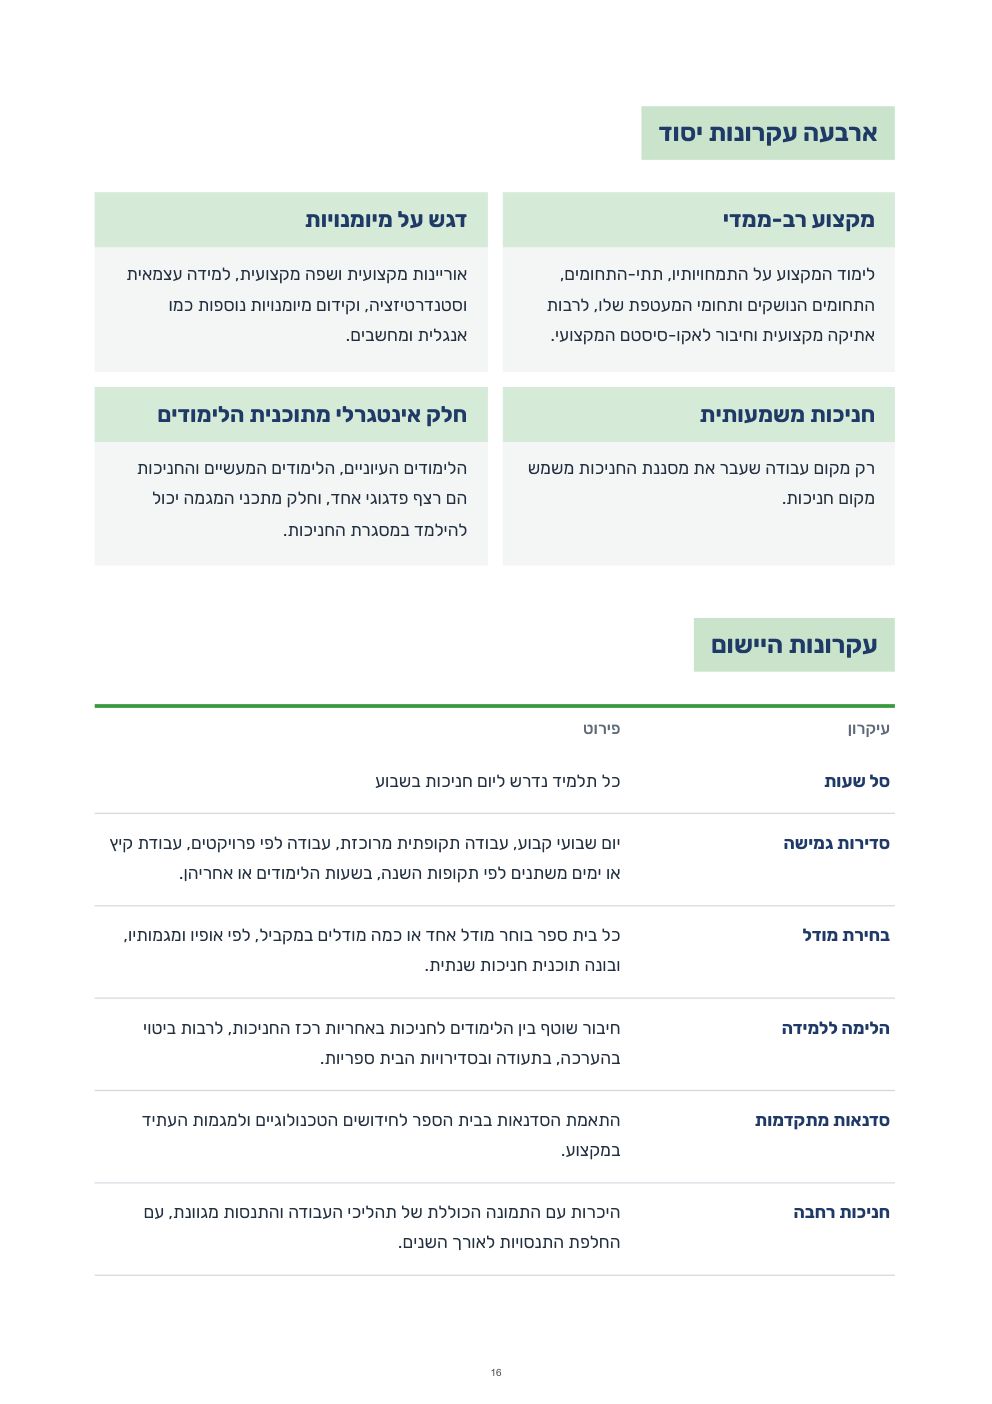 ארבעה עקרונות יסוד
מקצוע רב-ממדי
לימוד המקצוע על התמחויותיו, תתי-התחומים,
התחומים הנושקים ותחומי המעטפת שלו, לרבות
אתיקה מקצועית וחיבור לאקו-סיסטם המקצועי.
דגש על מיומנויות
אוריינות מקצועית ושפה מקצועית, למידה עצמאית
וסטנדרטיזציה, וקידום מיומנויות נוספות כמו
אנגלית ומחשבים.
חניכות משמעותית
רק מקום עבודה שעבר את מסננת החניכות משמש
מקום חניכות.
חלק אינטגרלי מתוכנית הלימודים
הלימודים העיוניים, הלימודים המעשיים והחניכות
הם רצף פדגוגי אחד, וחלק מתכני המגמה יכול
להילמד במסגרת החניכות.
עקרונות היישום
עיקרון פירוט
סל שעות כל תלמיד נדרש ליום חניכות בשבוע
סדירות גמישה יום שבועי קבוע, עבודה תקופתית מרוכזת, עבודה לפי פרויקטים, עבודת קיץ
או ימים משתנים לפי תקופות השנה, בשעות הלימודים או אחריהן.
בחירת מודל כל בית ספר בוחר מודל אחד או כמה מודלים במקביל, לפי אופיו ומגמותיו,
ובונה תוכנית חניכות שנתית.
הלימה ללמידה חיבור שוטף בין הלימודים לחניכות באחריות רכז החניכות, לרבות ביטוי
בהערכה, בתעודה ובסדירויות הבית ספריות.
סדנאות מתקדמות התאמת הסדנאות בבית הספר לחידושים הטכנולוגיים ולמגמות העתיד
במקצוע.
חניכות רחבה היכרות עם התמונה הכוללת של תהליכי העבודה והתנסות מגוונת, עם
החלפת התנסויות לאורך השנים.
16